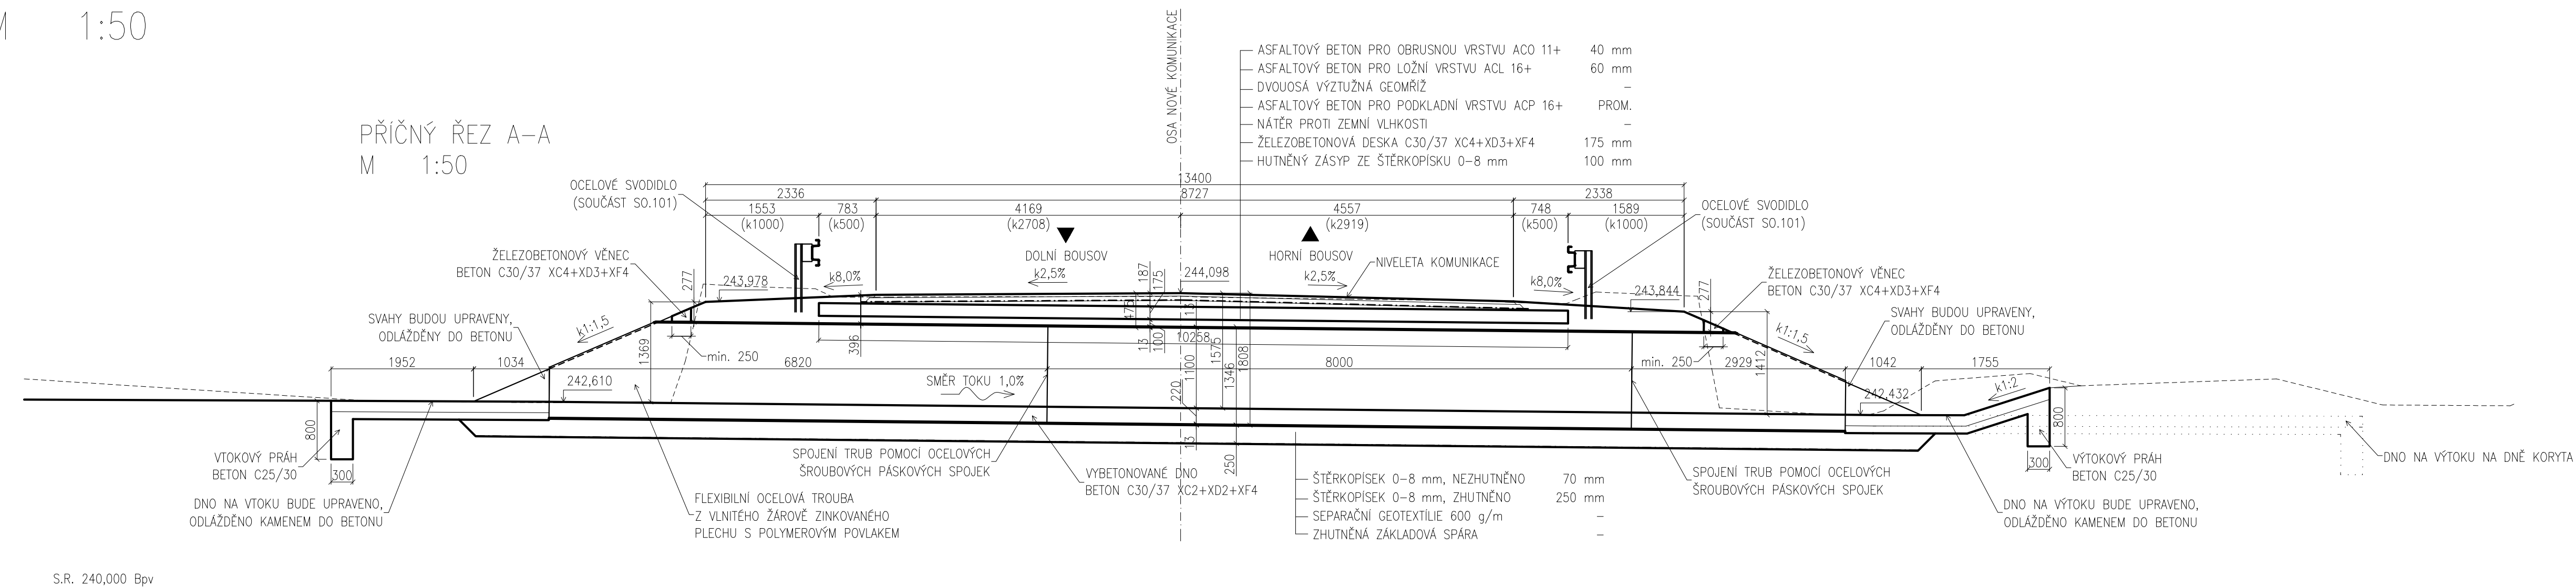 M 1:50
PŘÍČNÝ ŘEZ A–A
M 1:50
OSA NOVÉ KOMUNIKACE
ASFALTOVÝ BETON PRO OBRUSNOU VRSTVU ACO 11+ 40 mm
ASFALTOVÝ BETON PRO LOŽNÍ VRSTVU ACL 16+ 60 mm
DVOUOSÁ VÝZTUŽNÁ GEOMŘÍŽ –
ASFALTOVÝ BETON PRO PODKLADNÍ VRSTVU ACP 16+ PROM.
NÁTĚR PROTI ZEMNÍ VLHKOSTI –
ŽELEZOBETONOVÁ DESKA C30/37 XC4+XD3+XF4 175 mm
HUTNĚNÝ ZÁSYP ZE ŠTĚRKOPÍSKU 0–8 mm 100 mm
13400
2336 8727 2338
1553 783 4169 4557 748 1589
(k1000) (k500) (k2708) (k2919) (k500) (k1000)
OCELOVÉ SVODIDLO
(SOUČÁST SO.101)
OCELOVÉ SVODIDLO
(SOUČÁST SO.101)
DOLNÍ BOUSOV
HORNÍ BOUSOV
NIVELETA KOMUNIKACE
ŽELEZOBETONOVÝ VĚNEC
BETON C30/37 XC4+XD3+XF4
ŽELEZOBETONOVÝ VĚNEC
BETON C30/37 XC4+XD3+XF4
277
243,978
k8,0%
k2,5%
187
175
244,098
k2,5%
k8,0%
243,844
277
SVAHY BUDOU UPRAVENY,
ODLÁŽDĚNY DO BETONU
k1:1,5
1369
min. 250
396
475
13
100
13
10258
1575
1808
1100
1346
220
min. 250
1412
k1:1,5
SVAHY BUDOU UPRAVENY,
ODLÁŽDĚNY DO BETONU
1952 1034 6820 8000 2929 1042 1755
242,610
SMĚR TOKU 1,0%
242,432
k1:2
800
300
800
300
13
250
VTOKOVÝ PRÁH
BETON C25/30
DNO NA VTOKU BUDE UPRAVENO,
ODLÁŽDĚNO KAMENEM DO BETONU
SPOJENÍ TRUB POMOCÍ OCELOVÝCH
ŠROUBOVÝCH PÁSKOVÝCH SPOJEK
FLEXIBILNÍ OCELOVÁ TROUBA
Z VLNITÉHO ŽÁROVĚ ZINKOVANÉHO
PLECHU S POLYMEROVÝM POVLAKEM
VYBETONOVANÉ DNO
BETON C30/37 XC2+XD2+XF4
ŠTĚRKOPÍSEK 0–8 mm, NEZHUTNĚNO 70 mm
ŠTĚRKOPÍSEK 0–8 mm, ZHUTNĚNO 250 mm
SEPARAČNÍ GEOTEXTÍLIE 600 g/m –
ZHUTNĚNÁ ZÁKLADOVÁ SPÁRA –
SPOJENÍ TRUB POMOCÍ OCELOVÝCH
ŠROUBOVÝCH PÁSKOVÝCH SPOJEK
VÝTOKOVÝ PRÁH
BETON C25/30
DNO NA VÝTOKU BUDE UPRAVENO,
ODLÁŽDĚNO KAMENEM DO BETONU
DNO NA VÝTOKU NA DNĚ KORYTA
S.R. 240,000 Bpv